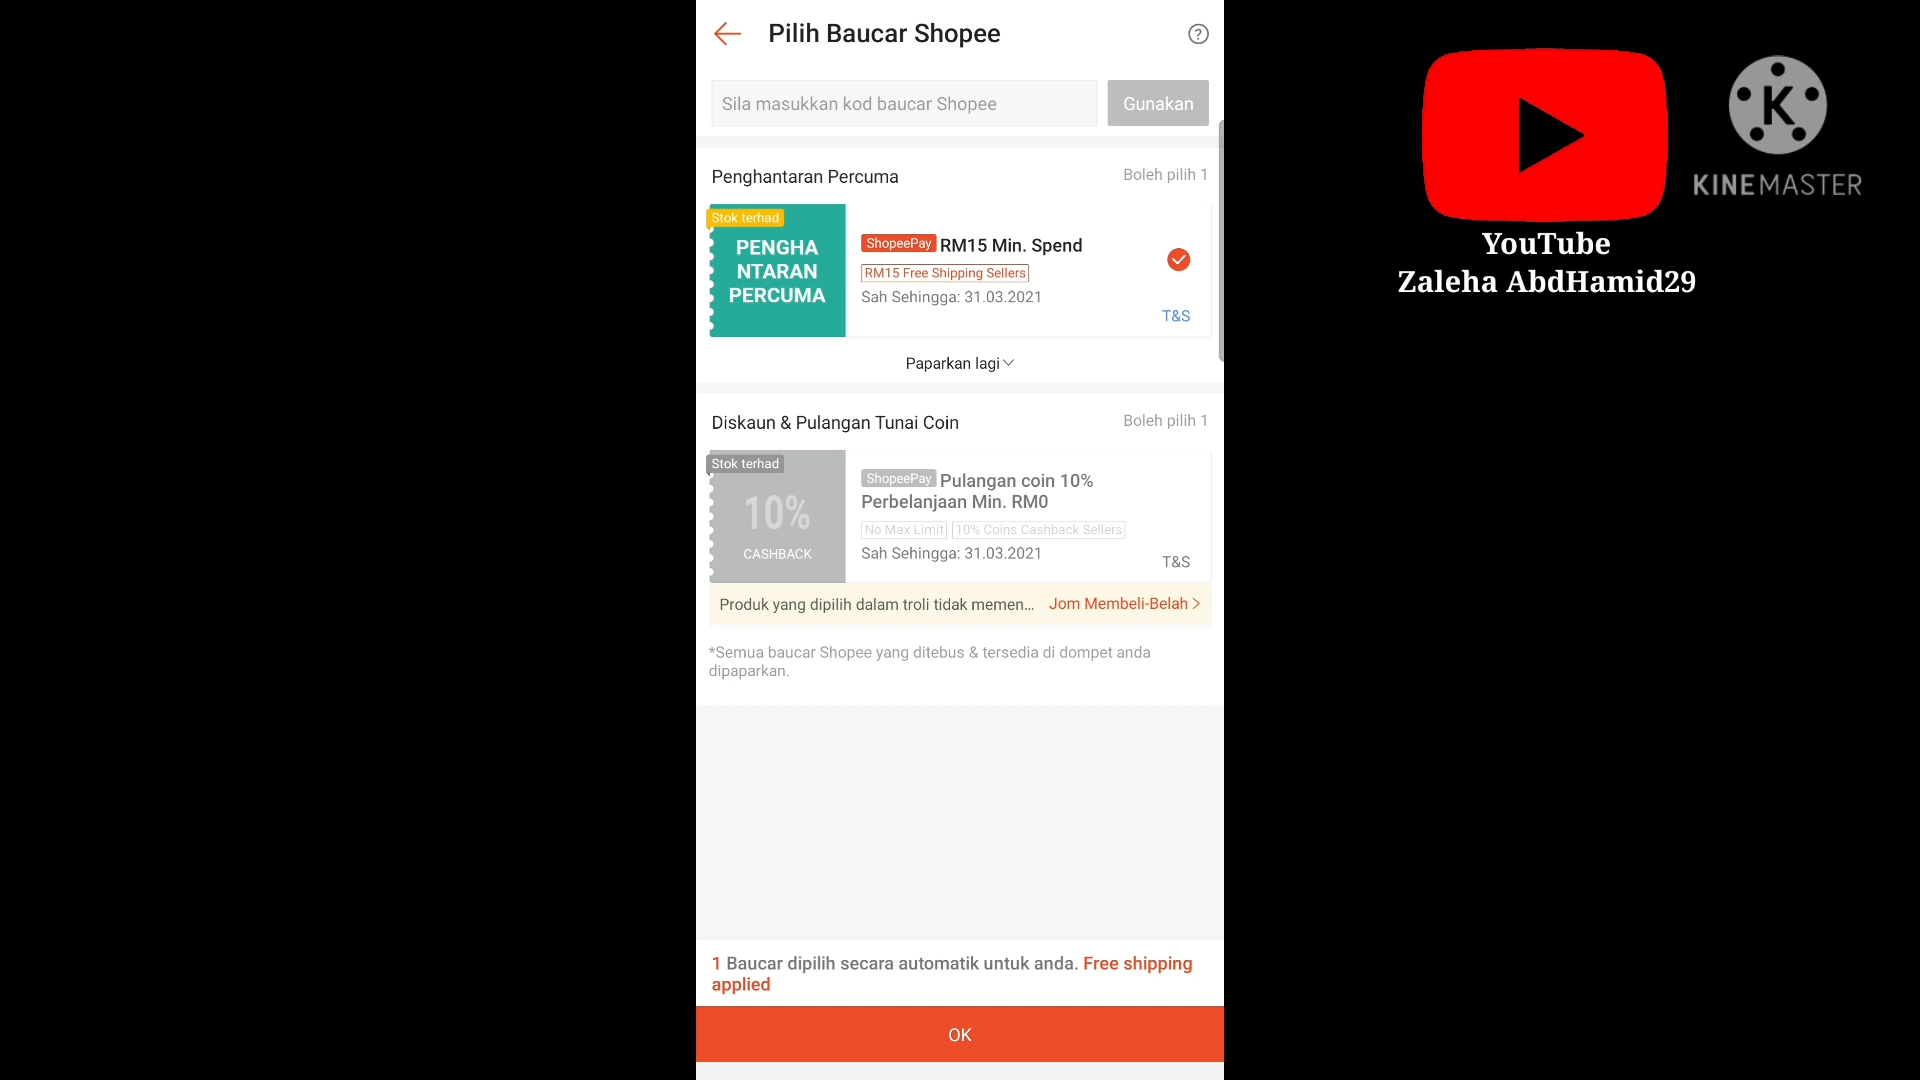 Pilih Baucar Shopee
?
Sila masukkan kod baucar Shopee
Gunakan
Penghantaran Percuma
Boleh pilih 1
Stok terhad
PENGHA
NTARAN
PERCUMA
ShopeePay RM15 Min. Spend
RM15 Free Shipping Sellers
Sah Sehingga: 31.03.2021
T&S
Paparkan lagi
Diskaun & Pulangan Tunai Coin
Boleh pilih 1
Stok terhad
10%
CASHBACK
ShopeePay Pulangan coin 10%
Perbelanjaan Min. RM0
No Max Limit 10% Coins Cashback Sellers
Sah Sehingga: 31.03.2021
T&S
Produk yang dipilih dalam troli tidak memen...
Jom Membeli-Belah >
*Semua baucar Shopee yang ditebus & tersedia di dompet anda
dipaparkan.
1 Baucar dipilih secara automatik untuk anda. Free shipping
applied
OK
YouTube
Zaleha AbdHamid29
K
KINEMASTER